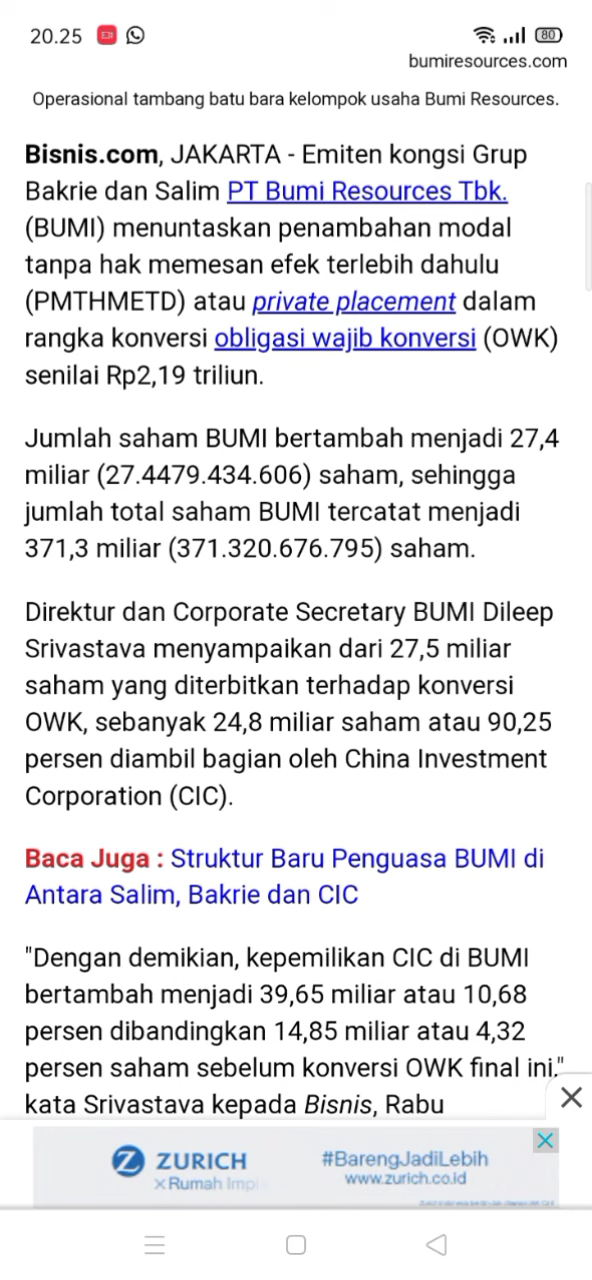 20.25
80
bumiresources.com
Operasional tambang batu bara kelompok usaha Bumi Resources.
Bisnis.com, JAKARTA - Emiten kongsi Grup
Bakrie dan Salim PT Bumi Resources Tbk.
(BUMI) menuntaskan penambahan modal
tanpa hak memesan efek terlebih dahulu
(PMTHMETD) atau private placement dalam
rangka konversi obligasi wajib konversi (OWK)
senilai Rp2,19 triliun.
Jumlah saham BUMI bertambah menjadi 27,4
miliar (27.4479.434.606) saham, sehingga
jumlah total saham BUMI tercatat menjadi
371,3 miliar (371.320.676.795) saham.
Direktur dan Corporate Secretary BUMI Dileep
Srivastava menyampaikan dari 27,5 miliar
saham yang diterbitkan terhadap konversi
OWK, sebanyak 24,8 miliar saham atau 90,25
persen diambil bagian oleh China Investment
Corporation (CIC).
Baca Juga : Struktur Baru Penguasa BUMI di
Antara Salim, Bakrie dan CIC
"Dengan demikian, kepemilikan CIC di BUMI
bertambah menjadi 39,65 miliar atau 10,68
persen dibandingkan 14,85 miliar atau 4,32
persen saham sebelum konversi OWK final ini."
kata Srivastava kepada Bisnis, Rabu
Z ZURICH
×Rumah Impi
#BarengJadiLebih
www.zurich.co.id